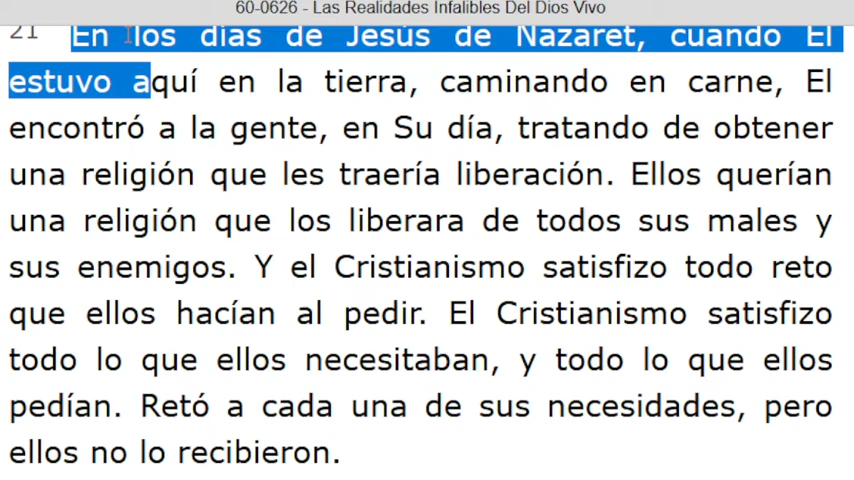 60-0626 - Las Realidades Infalibles Del Dios Vivo
21 En los días de Jesús de Nazaret, cuando El
estuvo aquí en la tierra, caminando en carne, El
encontró a la gente, en Su día, tratando de obtener
una religión que les traería liberación. Ellos querían
una religión que los liberara de todos sus males y
sus enemigos. Y el Cristianismo satisfizo todo reto
que ellos hacían al pedir. El Cristianismo satisfizo
todo lo que ellos necesitaban, y todo lo que ellos
pedían. Retó a cada una de sus necesidades, pero
ellos no lo recibieron.